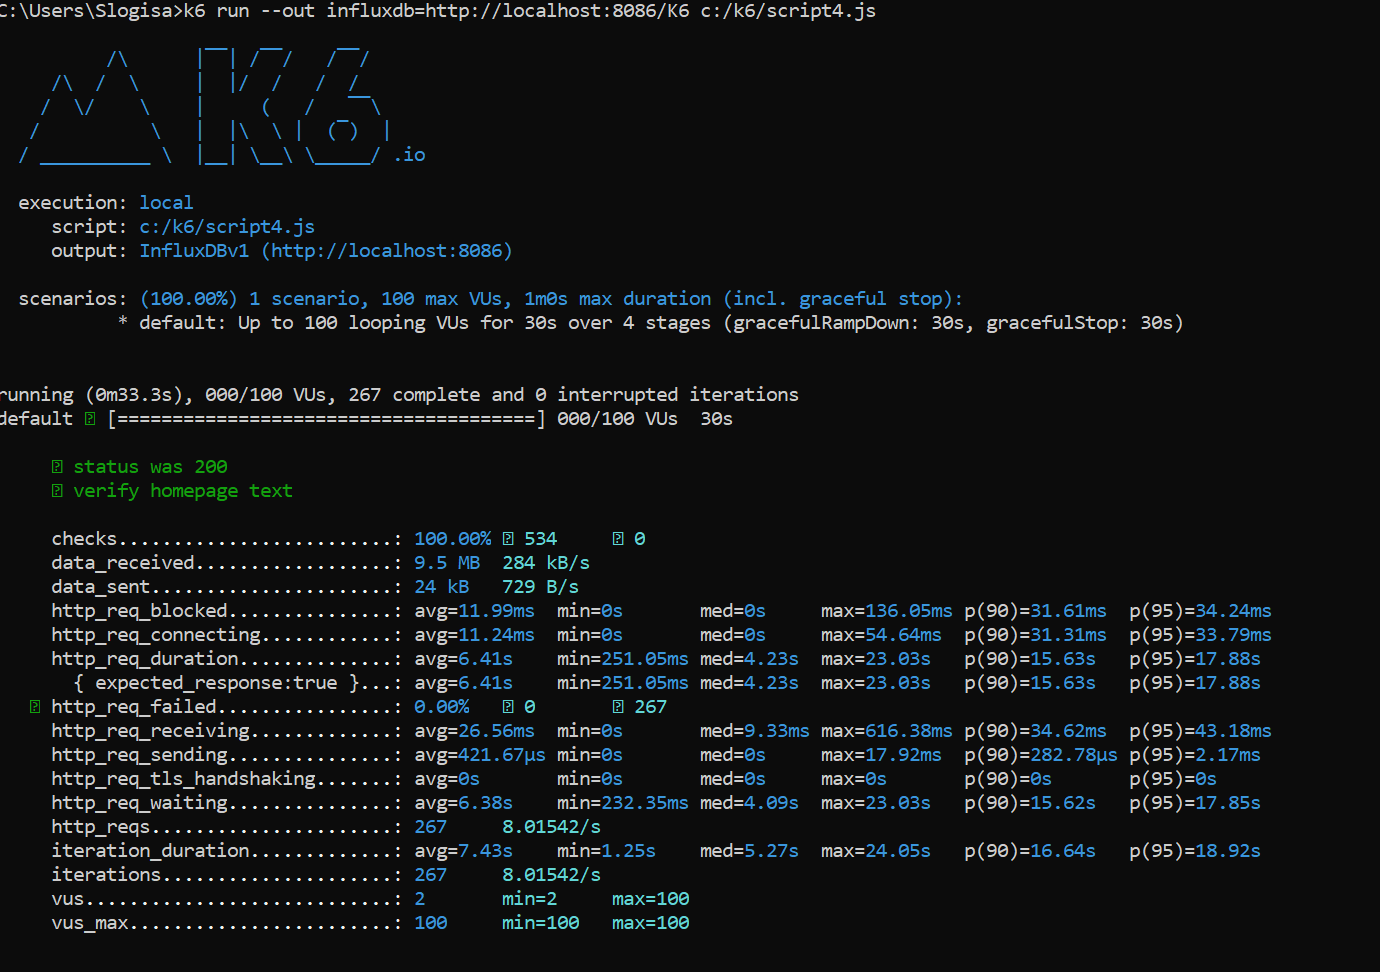 C:\Users\Slogisa>k6 run --out influxdb=http://localhost:8086/K6 c:/k6/script4.js
.io
execution: local
script: c:/k6/script4.js
output: InfluxDBv1 (http://localhost:8086)
scenarios: (100.00%) 1 scenario, 100 max VUs, 1m0s max duration (incl. graceful stop):
* default: Up to 100 looping VUs for 30s over 4 stages (gracefulRampDown: 30s, gracefulStop: 30s)
running (0m33.3s), 000/100 VUs, 267 complete and 0 interrupted iterations
default [======================================] 000/100 VUs  30s
status was 200
verify homepage text
checks.........................: 100.00% 534 0
data_received..................: 9.5 MB 284 kB/s
data_sent......................: 24 kB 729 B/s
http_req_blocked...............: avg=11.99ms min=0s med=0s max=136.05ms p(90)=31.61ms p(95)=34.24ms
http_req_connecting............: avg=11.24ms min=0s med=0s max=54.64ms p(90)=31.31ms p(95)=33.79ms
http_req_duration..............: avg=6.41s min=251.05ms med=4.23s max=23.03s p(90)=15.63s p(95)=17.88s
{ expected_response:true }...: avg=6.41s min=251.05ms med=4.23s max=23.03s p(90)=15.63s p(95)=17.88s
http_req_failed................: 0.00% 0 267
http_req_receiving.............: avg=26.56ms min=0s med=9.33ms max=616.38ms p(90)=34.62ms p(95)=43.18ms
http_req_sending...............: avg=421.67µs min=0s med=0s max=17.92ms p(90)=282.78µs p(95)=2.17ms
http_req_tls_handshaking.......: avg=0s min=0s med=0s max=0s p(90)=0s p(95)=0s
http_req_waiting...............: avg=6.38s min=232.35ms med=4.09s max=23.03s p(90)=15.62s p(95)=17.85s
http_reqs......................: 267 8.01542/s
iteration_duration.............: avg=7.43s min=1.25s med=5.27s max=24.05s p(90)=16.64s p(95)=18.92s
iterations.....................: 267 8.01542/s
vus............................: 2 min=2 max=100
vus_max........................: 100 min=100 max=100